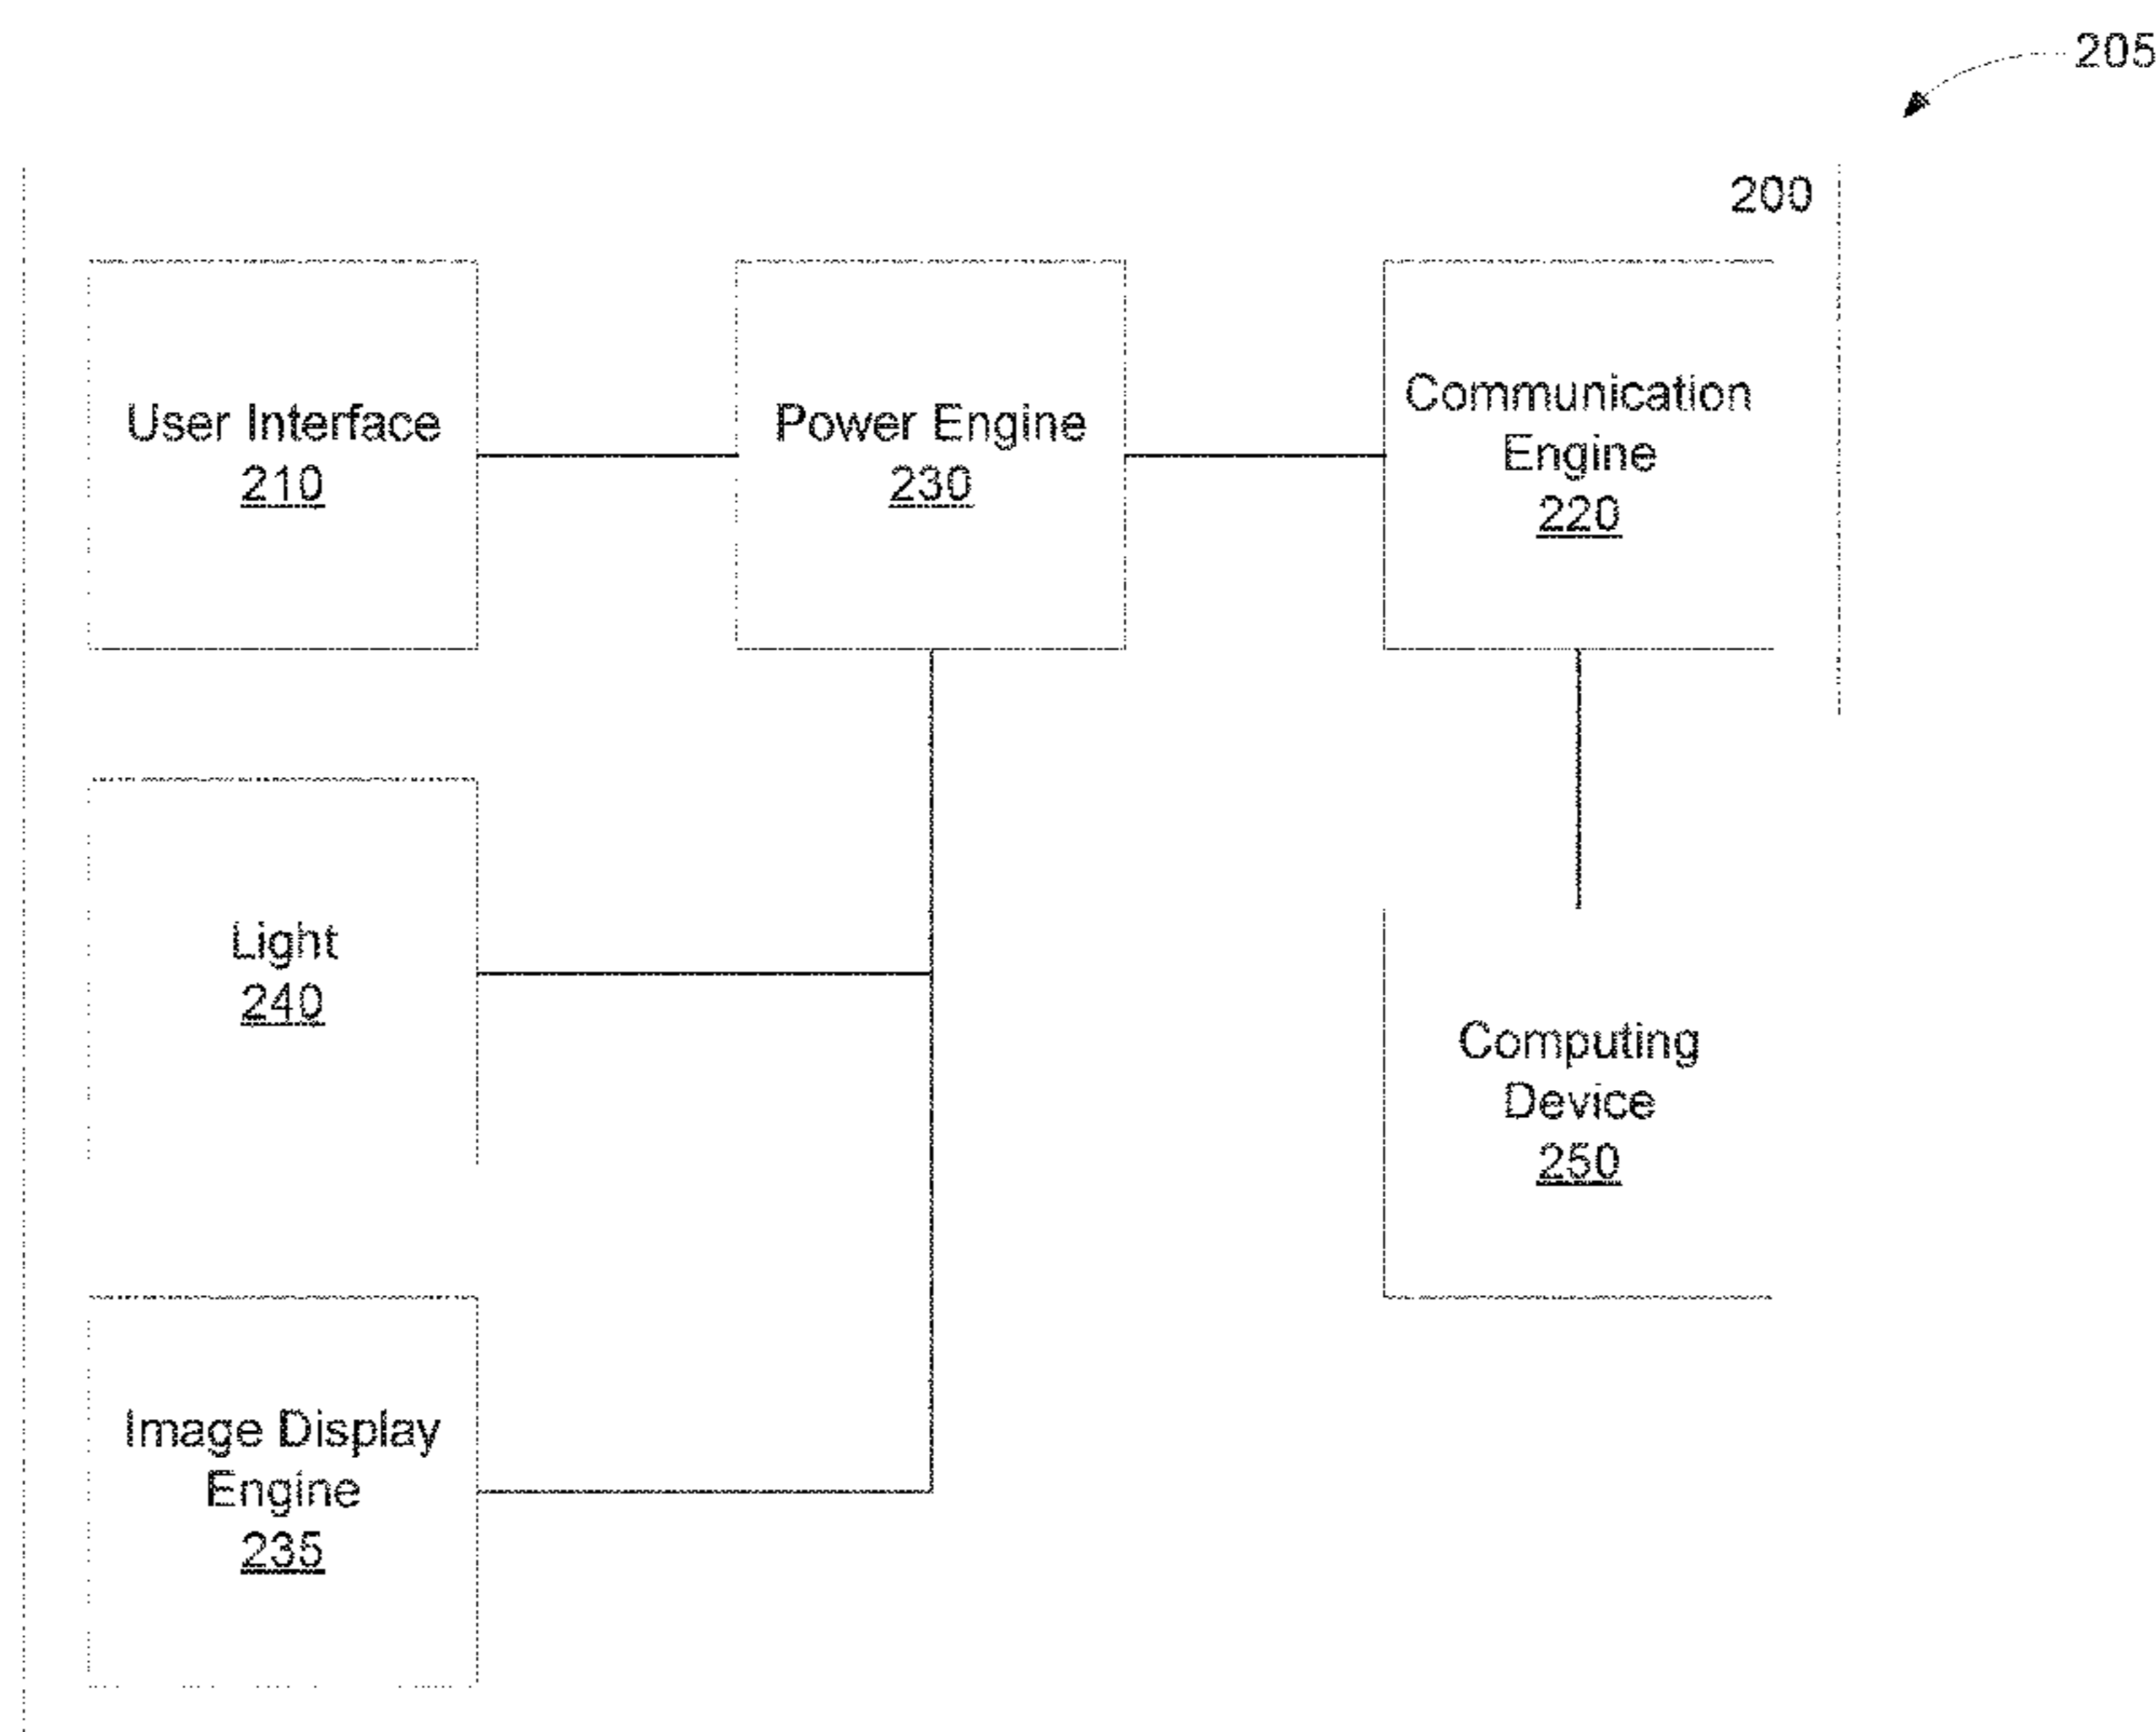 205
200
User Interface
210
Power Engine
230
Communication
Engine
220
Light
240
Computing
Device
250
Image Display
Engine
235